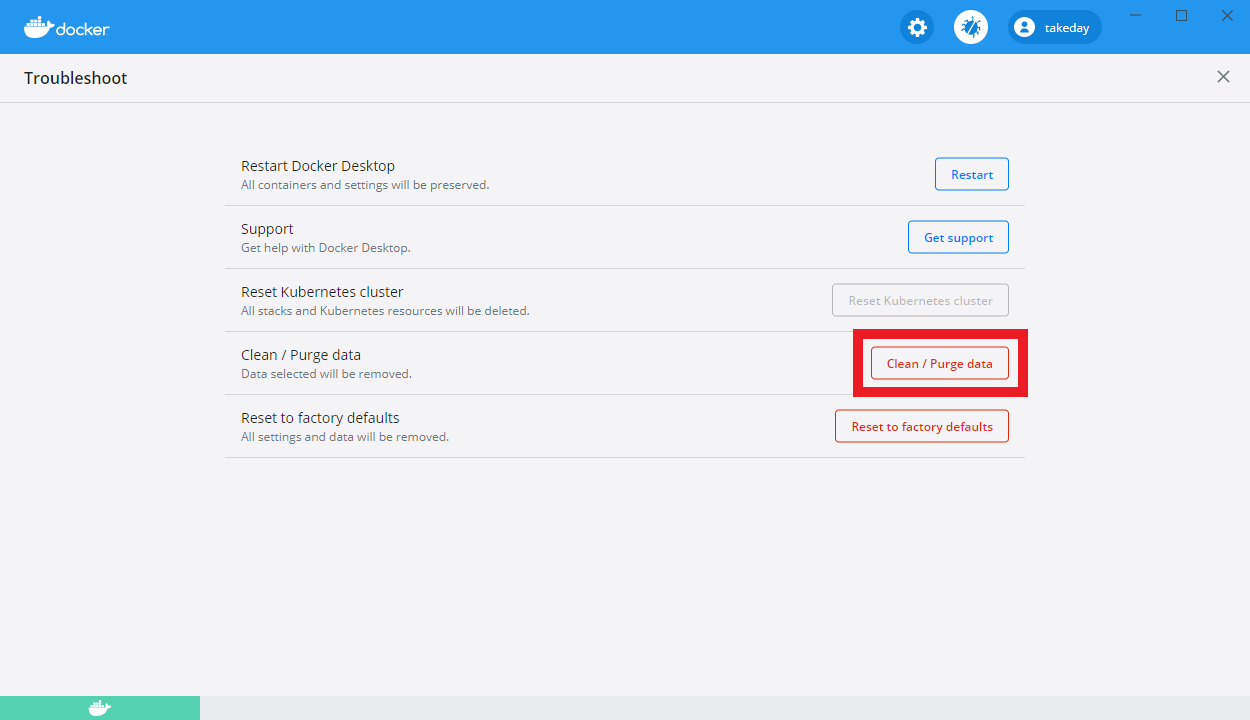 docker
takeday
Troubleshoot
Restart Docker Desktop
All containers and settings will be preserved.
Restart
Support
Get help with Docker Desktop.
Get support
Reset Kubernetes cluster
All stacks and Kubernetes resources will be deleted.
Reset Kubernetes cluster
Clean / Purge data
Data selected will be removed.
Clean / Purge data
Reset to factory defaults
All settings and data will be removed.
Reset to factory defaults